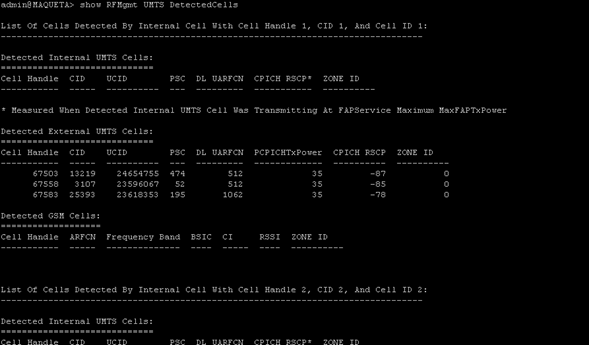 admin@MAQUETA> show RFMgmt UMTS DetectedCells
List Of Cells Detected By Internal Cell With Cell Handle 1, CID 1, And Cell ID 1:
--------------------------------------------------------------------------------
Detected Internal UMTS Cells:
=============================
Cell Handle CID UCID PSC DL UARFCN CPICH RSCP* ZONE ID
----------- ----- ---------- --- --------- ----------- ----------
* Measured When Detected Internal UMTS Cell Was Transmitting At FAPService Maximum MaxFAPTxPower
Detected External UMTS Cells:
=============================
Cell Handle CID UCID PSC DL UARFCN PCPICHTxPower CPICH RSCP ZONE ID
----------- ----- ---------- --- --------- ------------- ---------- ----------
67503 13219 24654755 474 512 35 -87 0
67558 3107 23596067 52 512 35 -85 0
67583 25393 23618353 195 1062 35 -78 0
Detected GSM Cells:
===================
Cell Handle ARFCN Frequency Band BSIC CI RSSI ZONE ID
----------- ----- -------------- ---- ----- ---- ----------
List Of Cells Detected By Internal Cell With Cell Handle 2, CID 2, And Cell ID 2:
--------------------------------------------------------------------------------
Detected Internal UMTS Cells:
=============================
Cell Handle CID UCID PSC DL UARFCN CPICH RSCP* ZONE ID